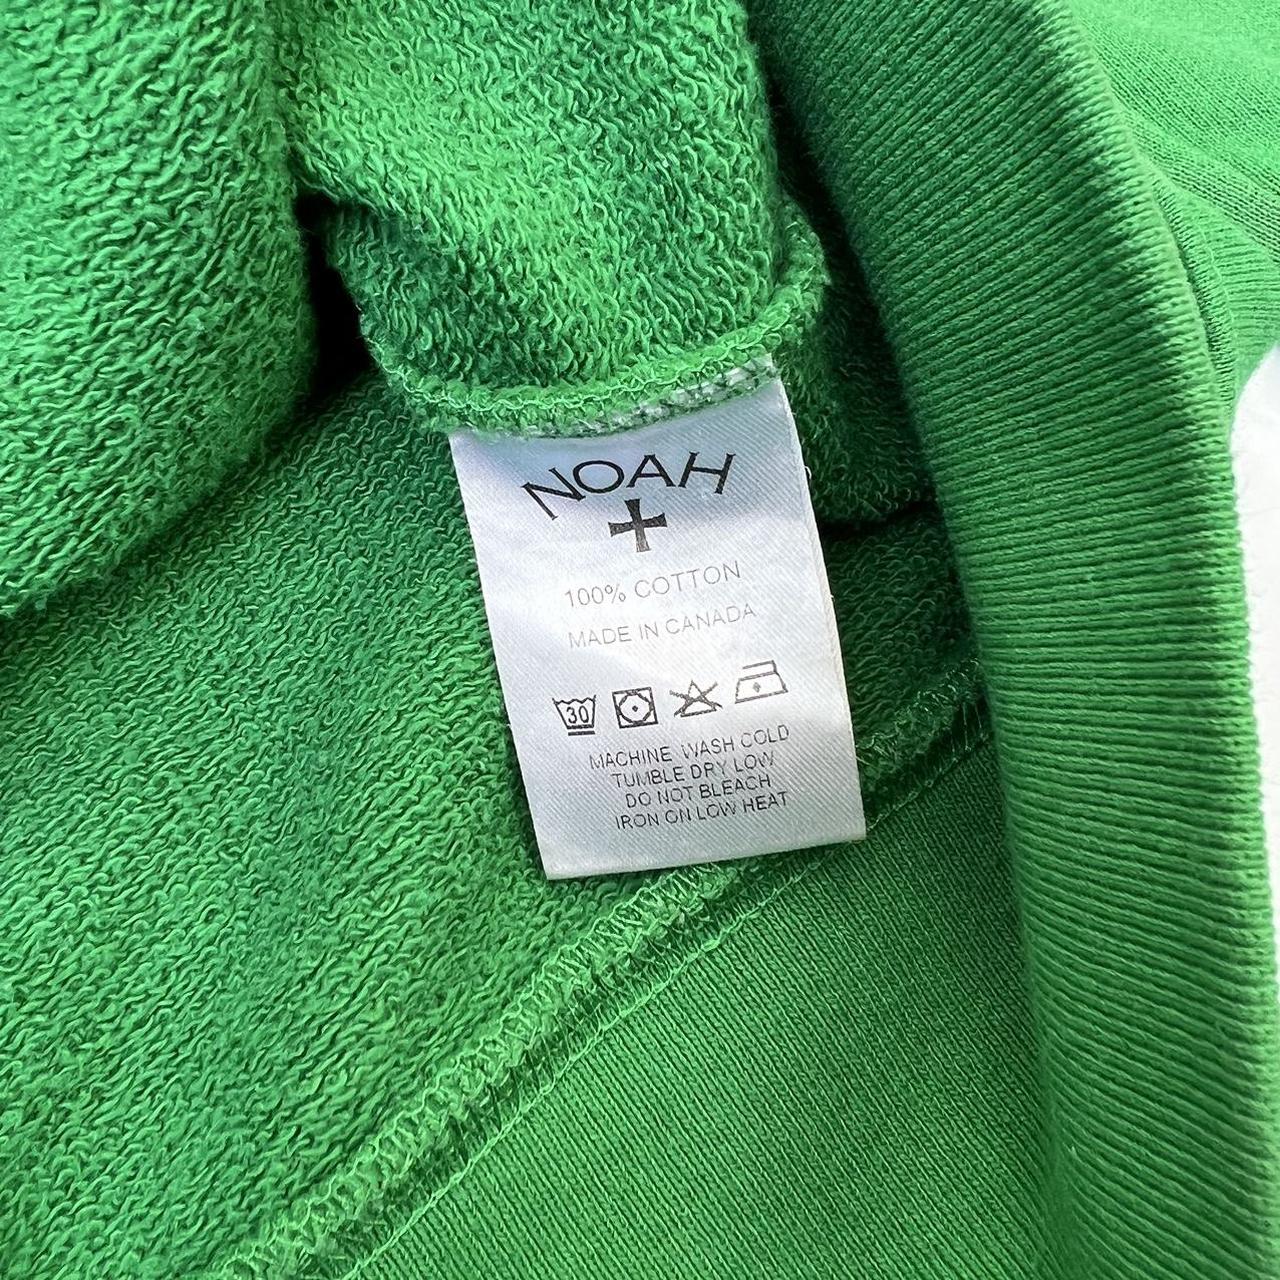 NOAH
100% COTTON
MADE IN CANADA
30
MACHINE WASH COLD
TUMBLE DRY LOW
DO NOT BLEACH
IRON ON LOW HEAT